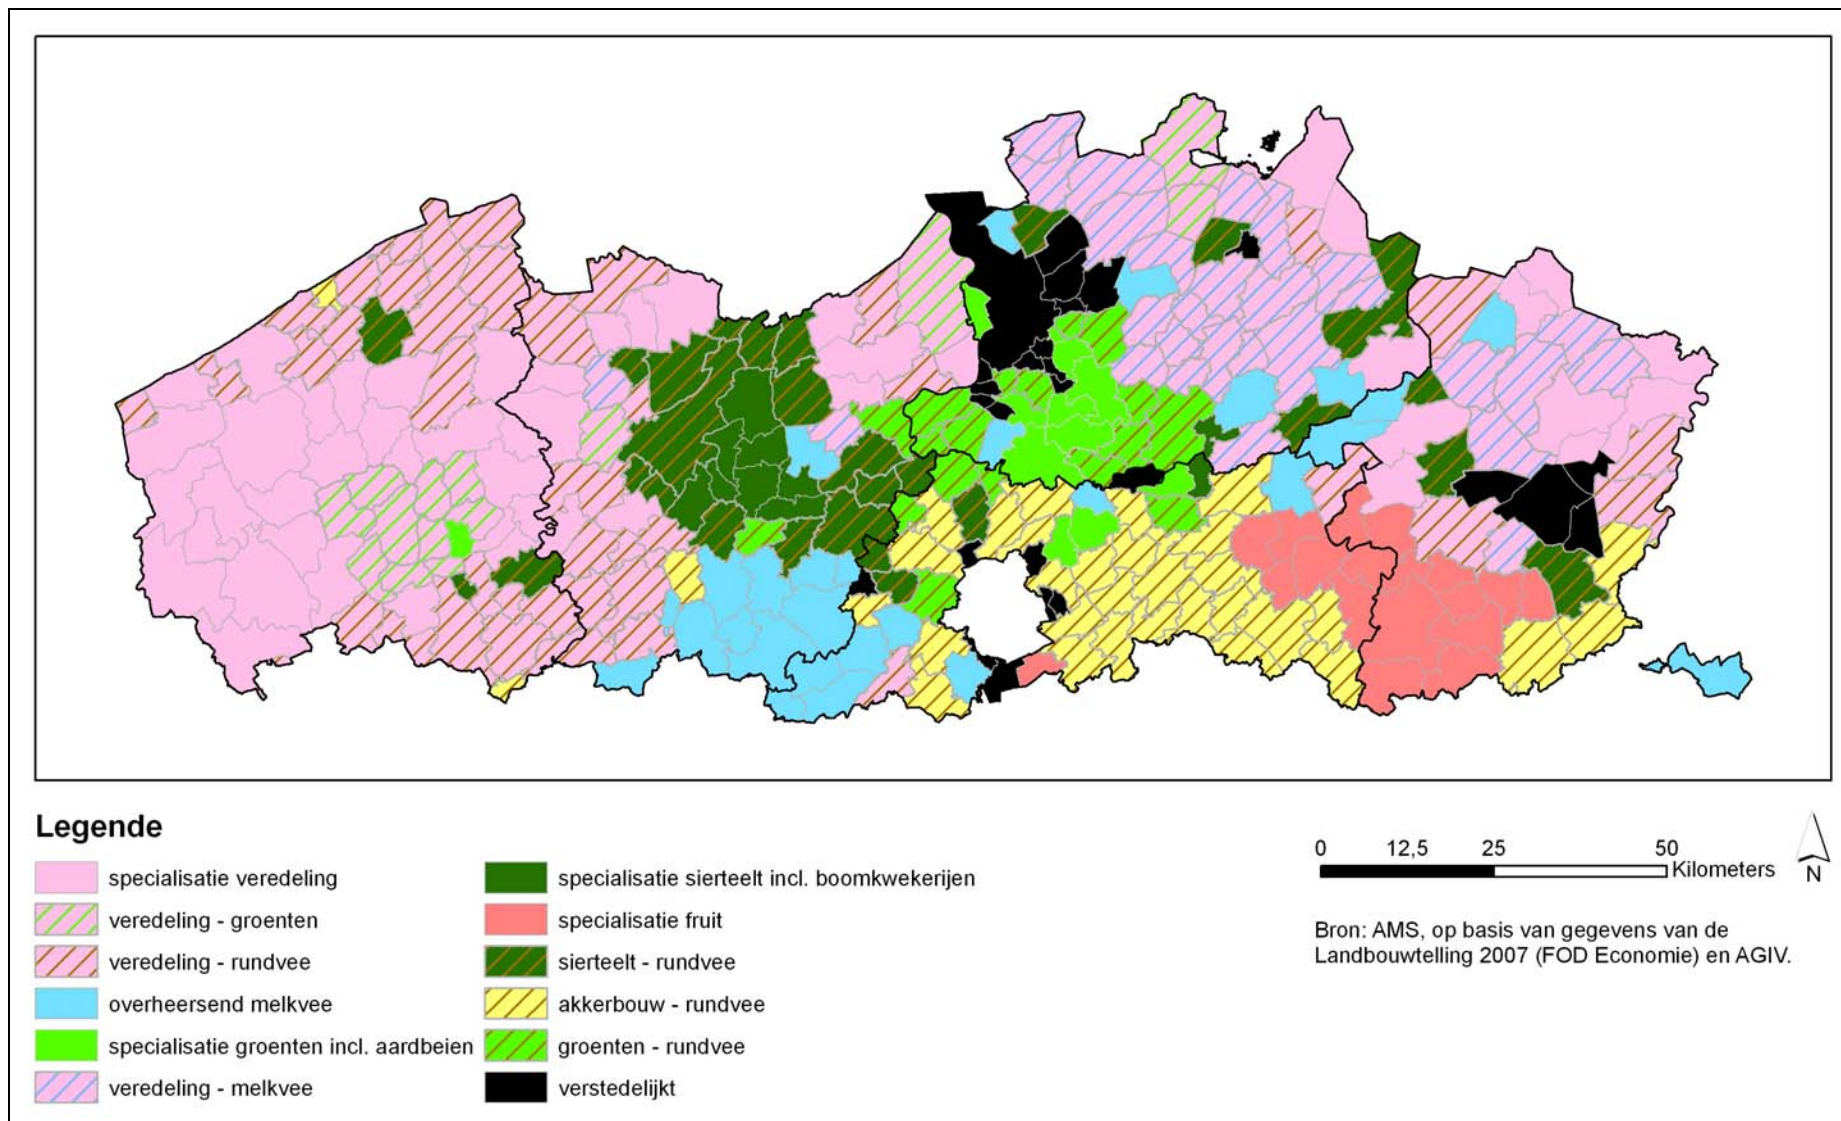 Legende
specialisatie veredeling
veredeling - groenten
veredeling - rundvee
overheersend melkvee
specialisatie groenten incl. aardbeien
veredeling - melkvee
specialisatie sierteelt incl. boomkwekerijen
specialisatie fruit
sierteelt - rundvee
akkerbouw - rundvee
groenten - rundvee
verstedelijkt
0 12,5 25 50
Kilometers
N
Bron: AMS, op basis van gegevens van de
Landbouwtelling 2007 (FOD Economie) en AGIV.